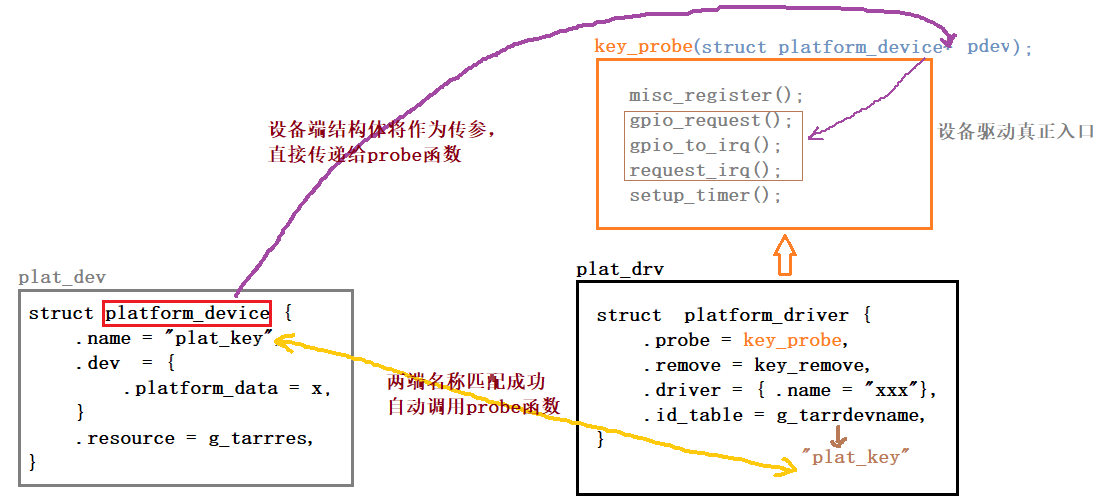 key_probe(struct platform_device* pdev);
misc_register();
gpio_request();
gpio_to_irq();
request_irq();
setup_timer();
设备驱动真正入口
设备端结构体将作为传参，
直接传递给probe函数
plat_dev
struct platform_device {
.name = "plat_key",
.dev = {
.platform_data = x,
}
.resource = g_tarrres,
}
两端名称匹配成功
自动调用probe函数
plat_drv
struct platform_driver {
.probe = key_probe,
.remove = key_remove,
.driver = { .name = "xxx"},
.id_table = g_tarrdevname,
}
"plat_key"